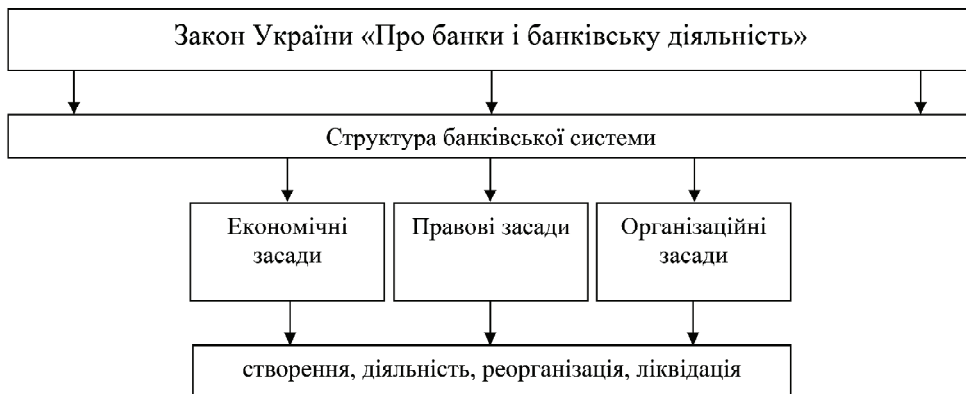 Закон України «Про банки і банківську діяльність»
Структура банківської системи
Економічні
засади
Правові засади
Організаційні
засади
створення, діяльність, реорганізація, ліквідація